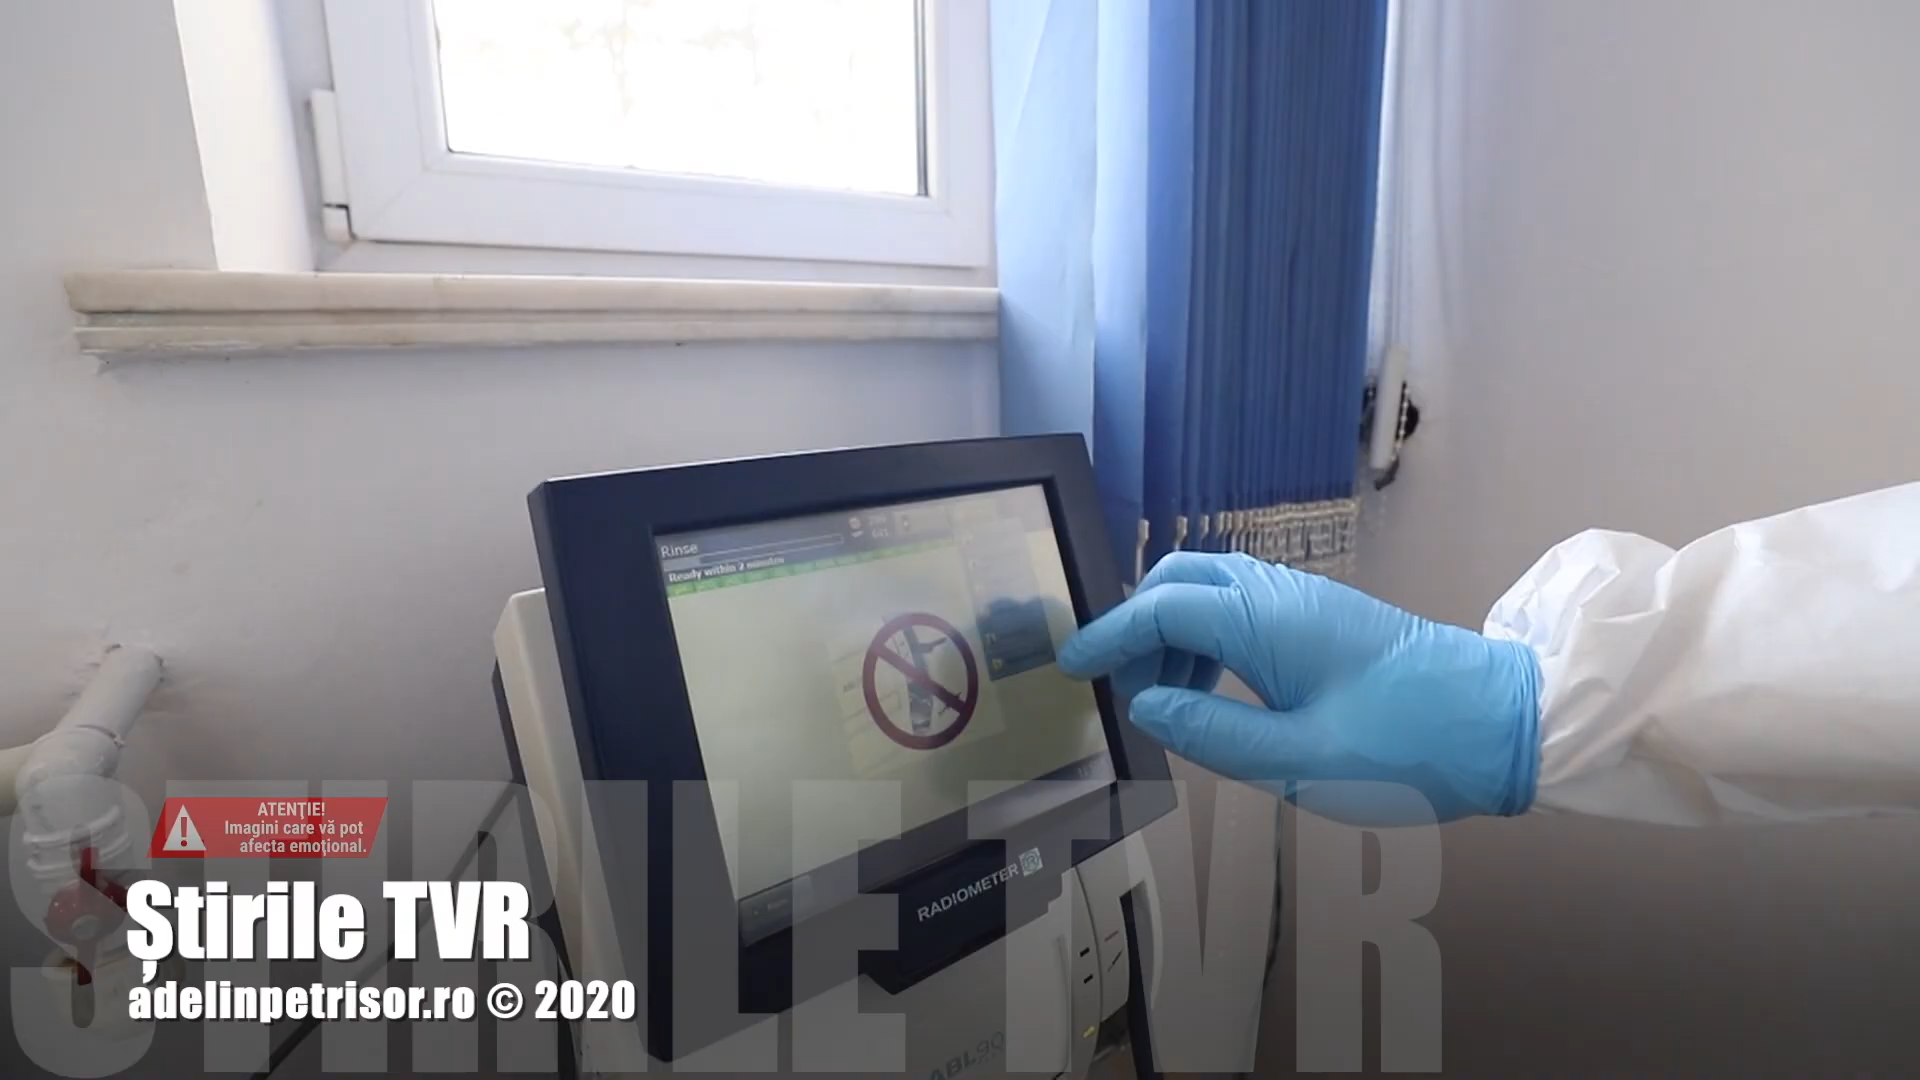 Rinse
Ready within 2 minutes
RADIOMETER
ABL90
ATENȚIE!
Imagini care vă pot
afecta emoțional.
Știrile TVR
adelinpetrisor.ro © 2020
STIRILE TVR